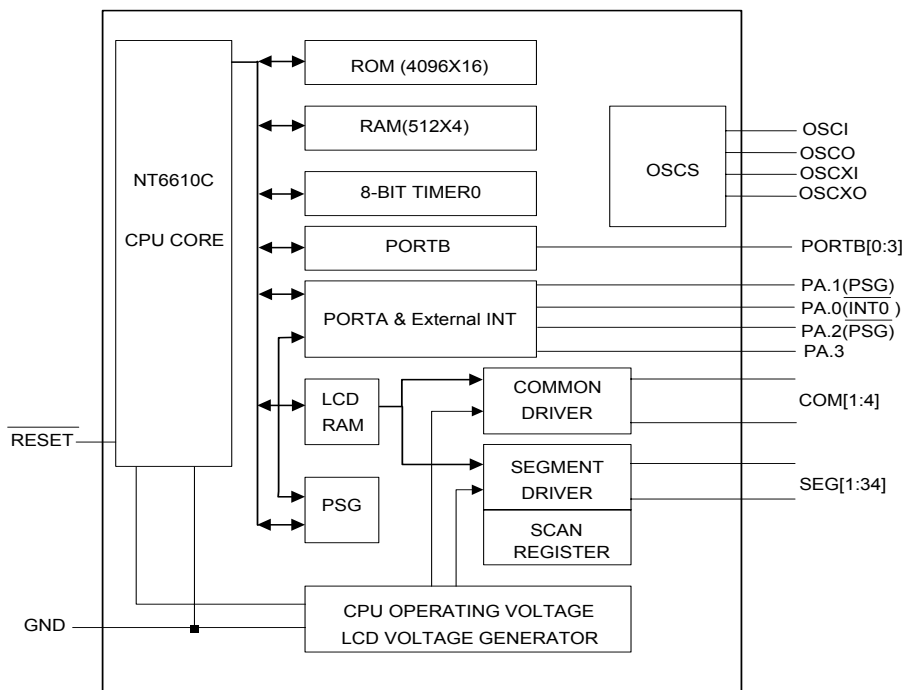 ROM (4096X16)
RAM(512X4)
NT6610C
CPU CORE
8-BIT TIMER0
PORTB
PORTA & External INT
LCD
RAM
PSG
COMMON
DRIVER
SEGMENT
DRIVER
SCAN
REGISTER
CPU OPERATING VOLTAGE
LCD VOLTAGE GENERATOR
OSCS
OSCI
OSCO
OSCXI
OSCXO
PORTB[0:3]
PA.1(PSG)
PA.0(INT0 )
PA.2(PSG)
PA.3
COM[1:4]
SEG[1:34]
RESET
GND